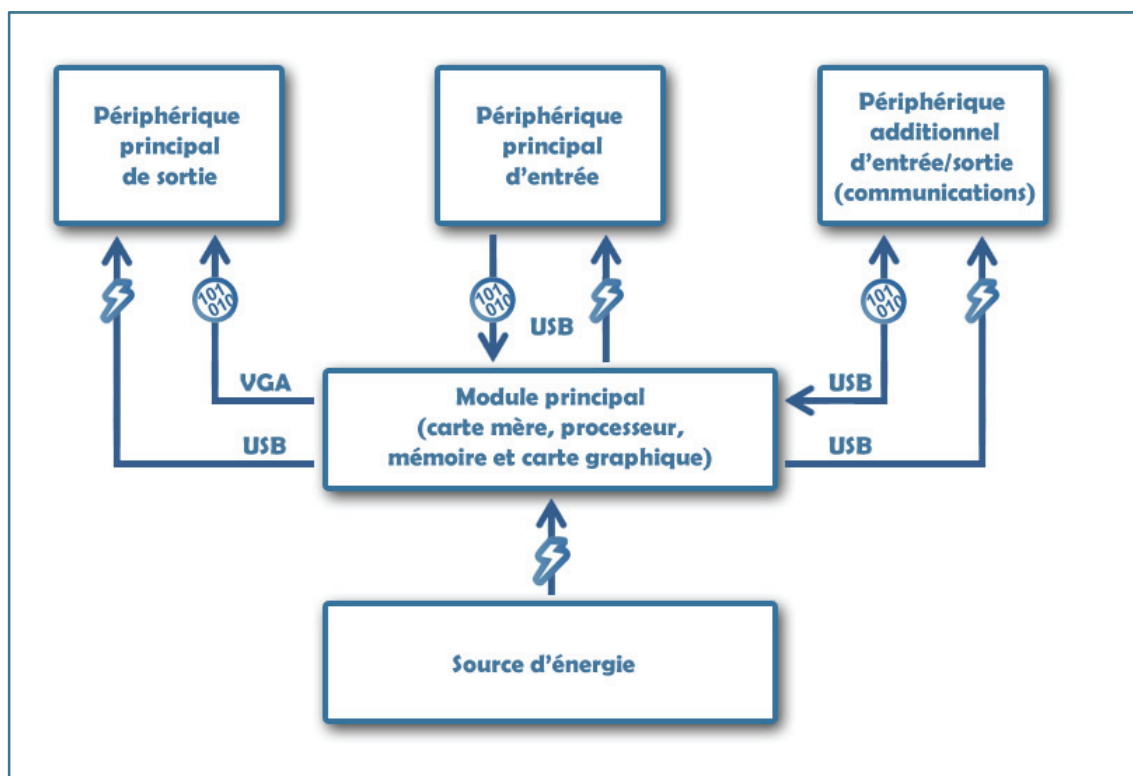 Périphérique
principal
de sortie
Périphérique
principal
d'entrée
Périphérique
additionnel
d'entrée/sortie
(communications)
101
010
101
010
101
010
USB
VGA
USB
USB
USB
Module principal
(carte mère, processeur,
mémoire et carte graphique)
Source d'énergie